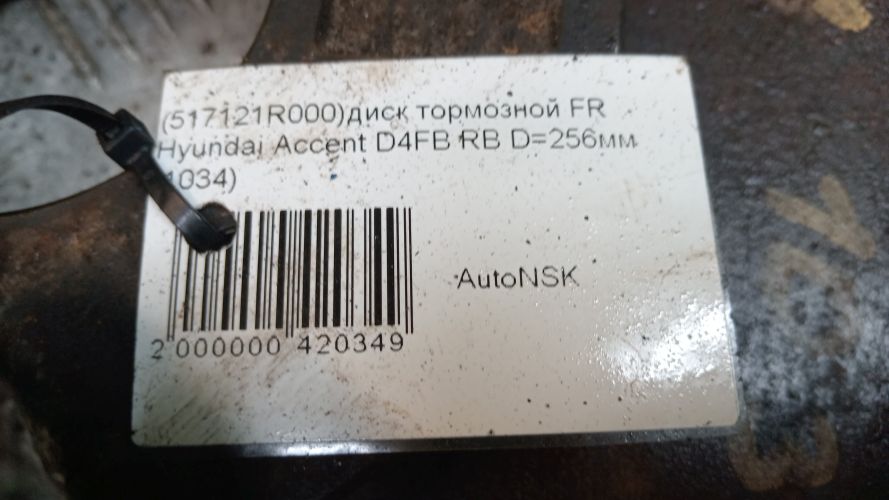 (517121R000)диск тормозной FR
Hyundai Accent D4FB RB D=256мм
1034)
AutoNSK
2 000000 420349